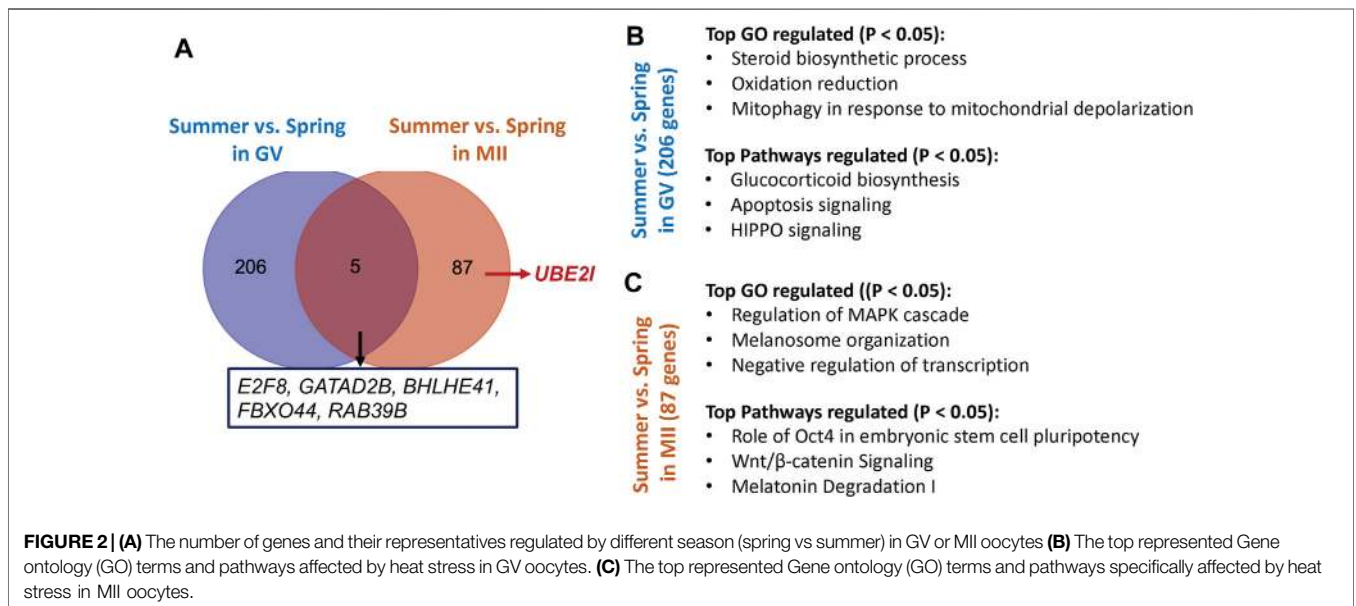 A
Summer vs. Spring
in GV
Summer vs. Spring
in MII
206
5
87
UBE2I
E2F8, GATAD2B, BHLHE41,
FBXO44, RAB39B
B
Summer vs. Spring
in GV (206 genes)
Top GO regulated (P < 0.05):
• Steroid biosynthetic process
• Oxidation reduction
• Mitophagy in response to mitochondrial depolarization
Top Pathways regulated (P < 0.05):
• Glucocorticoid biosynthesis
• Apoptosis signaling
• HIPPO signaling
C
Summer vs. Spring
in MII (87 genes)
Top GO regulated ((P < 0.05):
• Regulation of MAPK cascade
• Melanosome organization
• Negative regulation of transcription
Top Pathways regulated (P < 0.05):
• Role of Oct4 in embryonic stem cell pluripotency
• Wnt/β-catenin Signaling
• Melatonin Degradation I
FIGURE 2 | (A) The number of genes and their representatives regulated by different season (spring vs summer) in GV or MII oocytes (B) The top represented Gene
ontology (GO) terms and pathways affected by heat stress in GV oocytes. (C) The top represented Gene ontology (GO) terms and pathways specifically affected by heat
stress in MII oocytes.